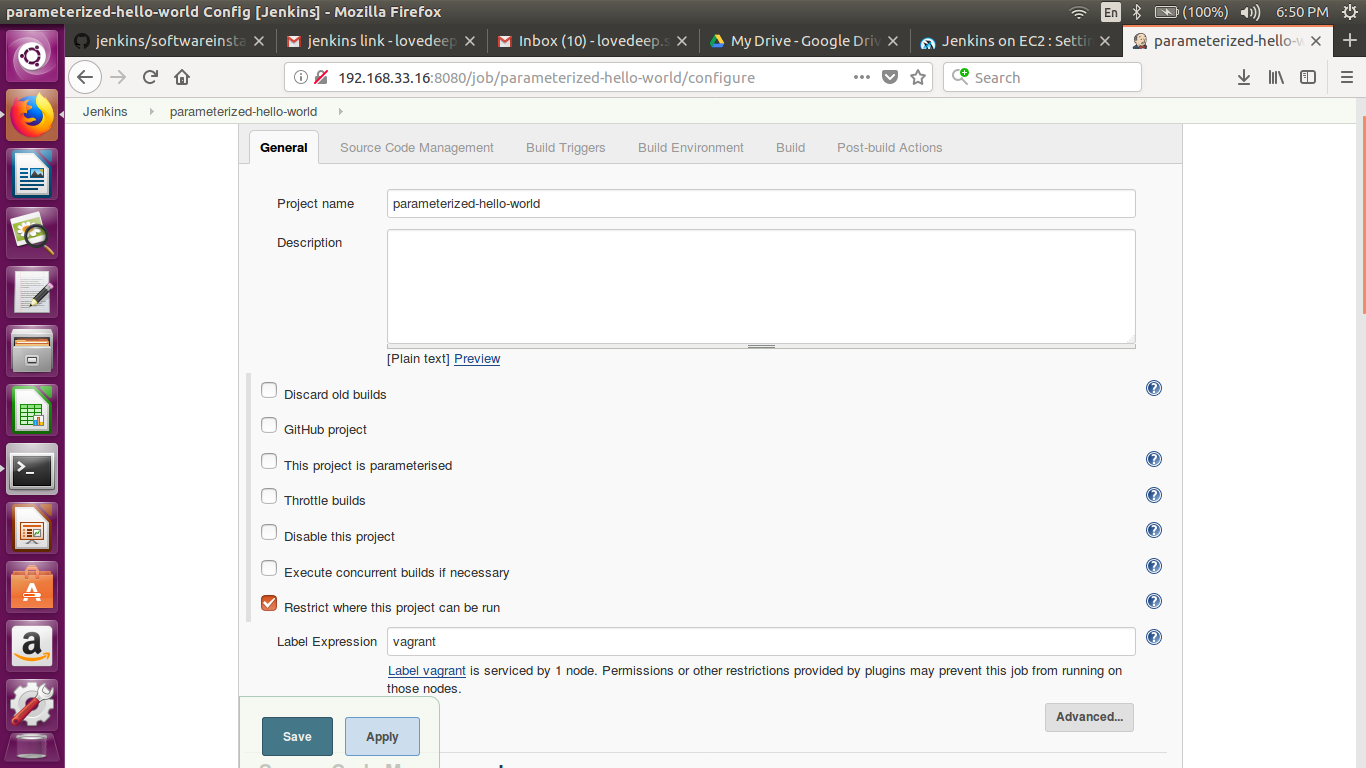 parameterized-hello-world Config [Jenkins] - Mozilla Firefox
En
(100%)
6:50 PM
jenkins/softwareinsta
jenkins link - lovedeep
Inbox (10) - lovedeep.s
My Drive - Google Driv
Jenkins on EC2 : Settin
parameterized-hello-w
192.168.33.16:8080/job/parameterized-hello-world/configure
Search
Jenkins
parameterized-hello-world
General
Source Code Management
Build Triggers
Build Environment
Build
Post-build Actions
Project name
parameterized-hello-world
Description
[Plain text] Preview
Discard old builds
GitHub project
This project is parameterised
Throttle builds
Disable this project
Execute concurrent builds if necessary
Restrict where this project can be run
Label Expression
vagrant
Label vagrant is serviced by 1 node. Permissions or other restrictions provided by plugins may prevent this job from running on
those nodes.
Advanced...
Save
Apply